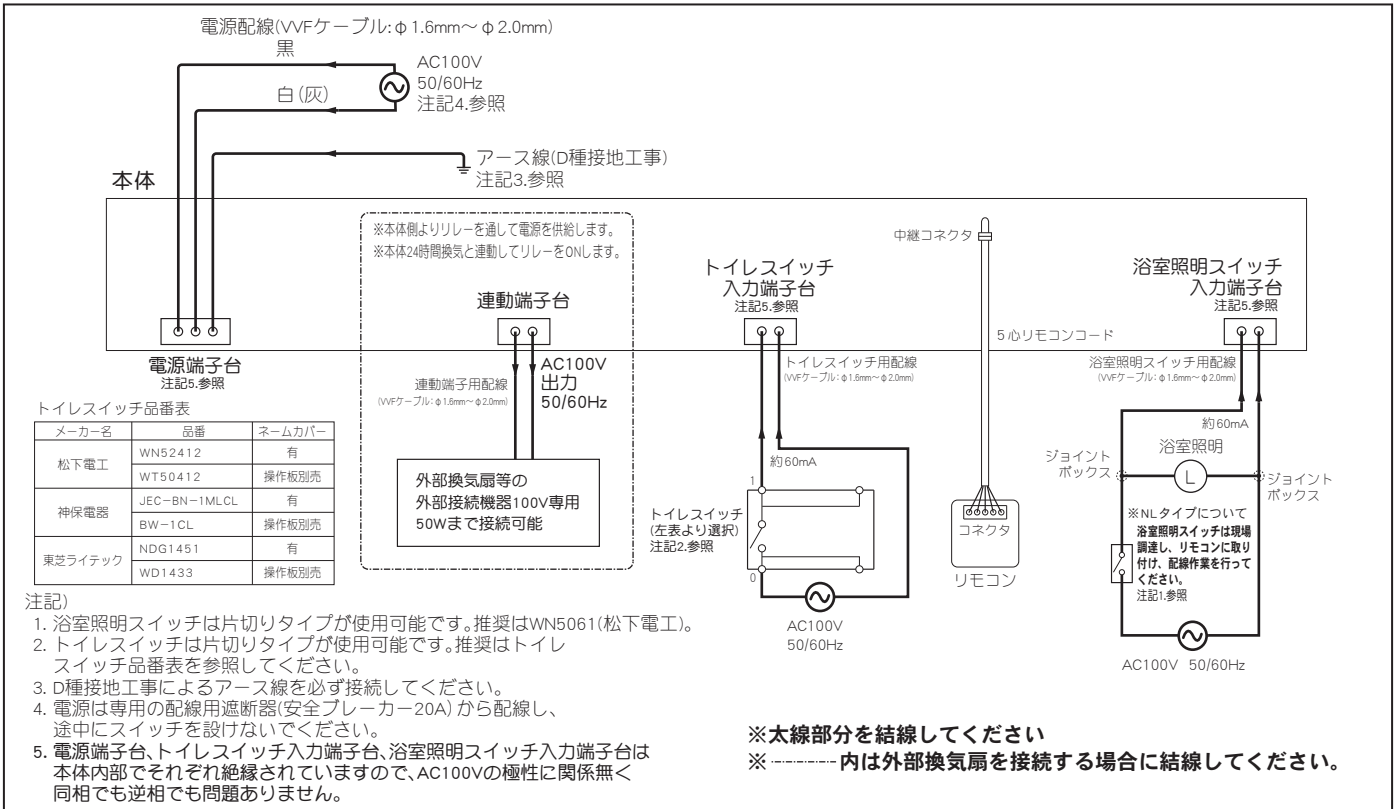 電源配線(VVFケーブル:φ1.6mm～φ2.0mm)
黒
白(灰)
AC100V
50/60Hz
注記4.参照
アース線(D種接地工事)
注記3.参照
本体
※本体側よりリレーを通して電源を供給します。
※本体24時間換気と連動してリレーをONします。
中継コネクタ
トイレスイッチ
入力端子台
注記5.参照
浴室照明スイッチ
入力端子台
注記5.参照
連動端子台
5心リモコンコード
電源端子台
注記5.参照
連動端子用配線
(VVFケーブル:φ1.6mm～φ2.0mm)
AC100V
出力
50/60Hz
トイレスイッチ用配線
(VVFケーブル:φ1.6mm～φ2.0mm)
浴室照明スイッチ用配線
(VVFケーブル:φ1.6mm～φ2.0mm)
トイレスイッチ品番表
メーカー名 品番 ネームカバー
松下電工 WN52412 有
WT50412 操作板別売
神保電器 JEC-BN-1MLCL 有
BW-1CL 操作板別売
東芝ライテック NDG1451 有
WD1433 操作板別売
外部換気扇等の
外部接続機器100V専用
50Wまで接続可能
約60mA
1
トイレスイッチ
(左表より選択)
注記2.参照
0
AC100V
50/60Hz
コネクタ
リモコン
約60mA
浴室照明
L
ジョイント
ボックス
ジョイント
ボックス
※NLタイプについて
浴室照明スイッチは現場
調達し、リモコンに取り
付け、配線作業を行って
ください。
注記1.参照
AC100V 50/60Hz
注記)
1. 浴室照明スイッチは片切りタイプが使用可能です。推奨はWN5061(松下電工)。
2. トイレスイッチは片切りタイプが使用可能です。推奨はトイレ
スイッチ品番表を参照してください。
3. D種接地工事によるアース線を必ず接続してください。
4. 電源は専用の配線用遮断器(安全ブレーカー20A)から配線し、
途中にスイッチを設けないでください。
5. 電源端子台、トイレスイッチ入力端子台、浴室照明スイッチ入力端子台は
本体内部でそれぞれ絶縁されていますので、AC100Vの極性に関係無く
同相でも逆相でも問題ありません。
※太線部分を結線してください
※ 内は外部換気扇を接続する場合に結線してください。